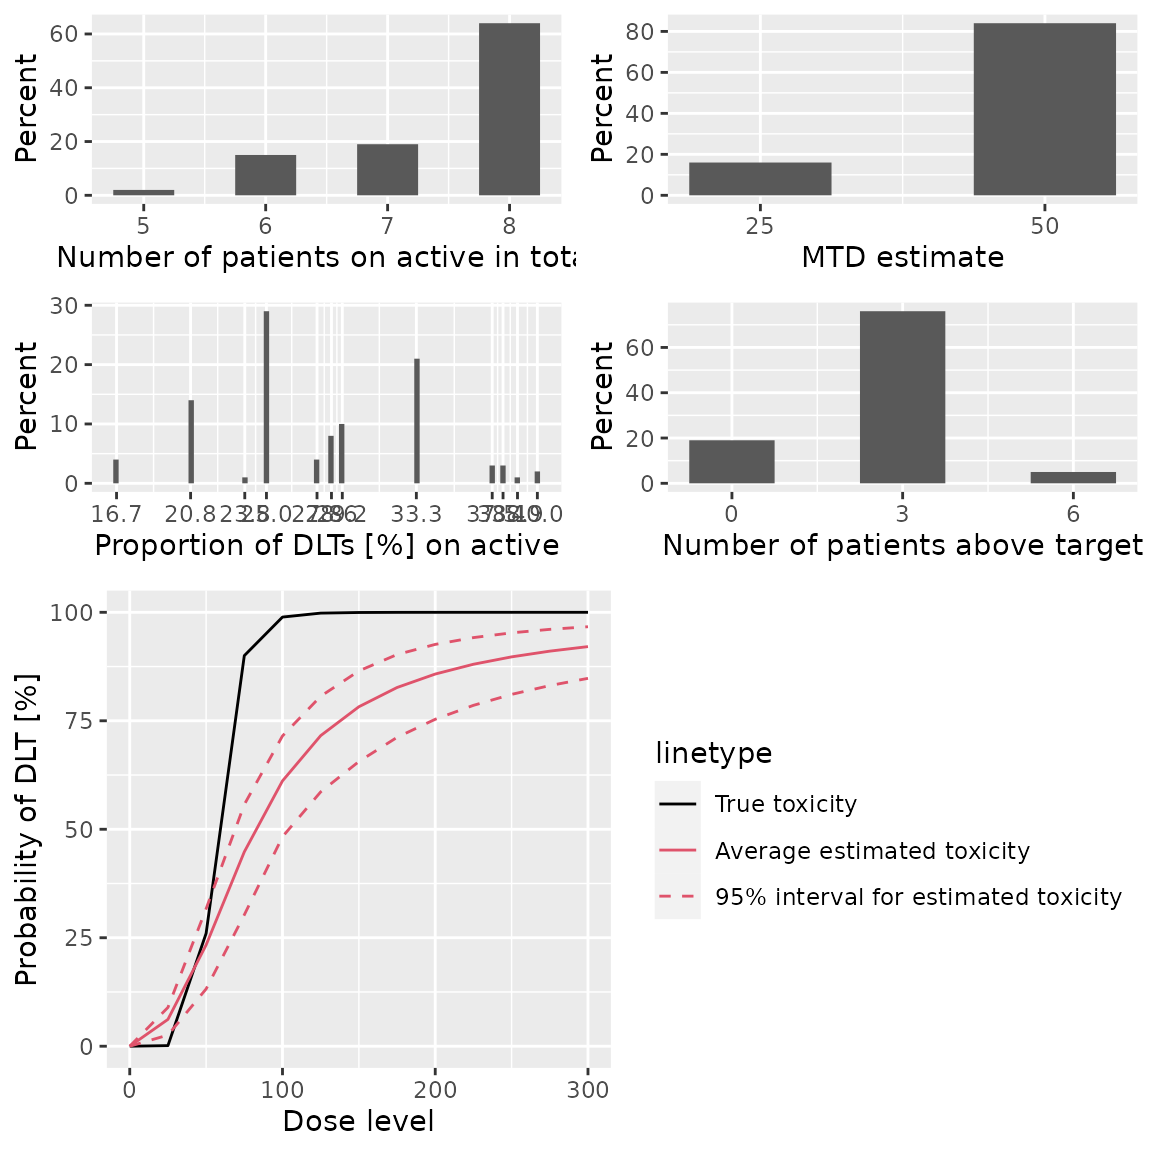 Percent
60
40
20
0
5 6 7 8
Number of patients on active in tota
Percent
80
60
40
20
0
25 50
MTD estimate
Percent
30
20
10
0
16.7 20.8 25.0 33.3
Proportion of DLTs [%] on active
Percent
60
40
20
0
0 3 6
Number of patients above target
Probability of DLT [%]
100
75
50
25
0
0 100 200 300
Dose level
linetype
True toxicity
Average estimated toxicity
95% interval for estimated toxicity